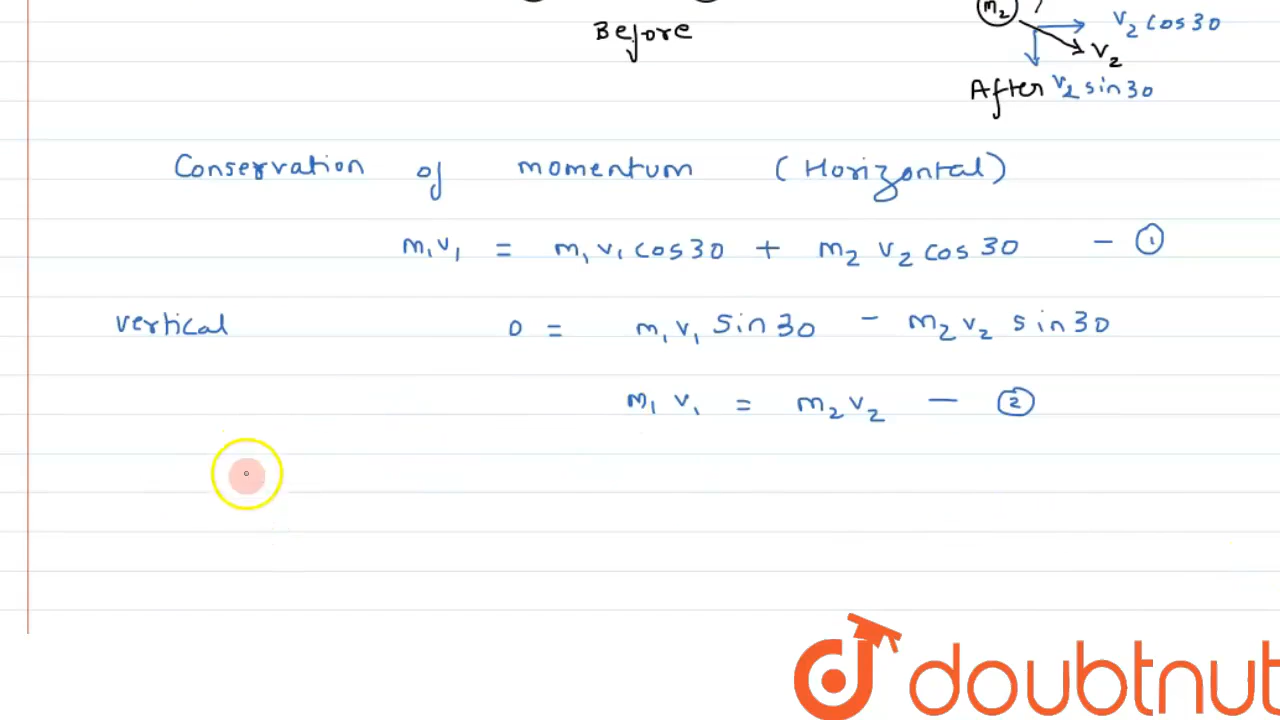 m₂
v₂ cos 30
Before
v₂
After v₂ sin 30
Conservation of momentum (Horizontal)
m₁v₁ = m₁v₁ cos 30 + m₂ v₂ cos 30 — ①
vertical 0 = m₁v₁ sin 30 - m₂v₂ sin 30
m₁ v₁ = m₂v₂ — ②
doubtnut